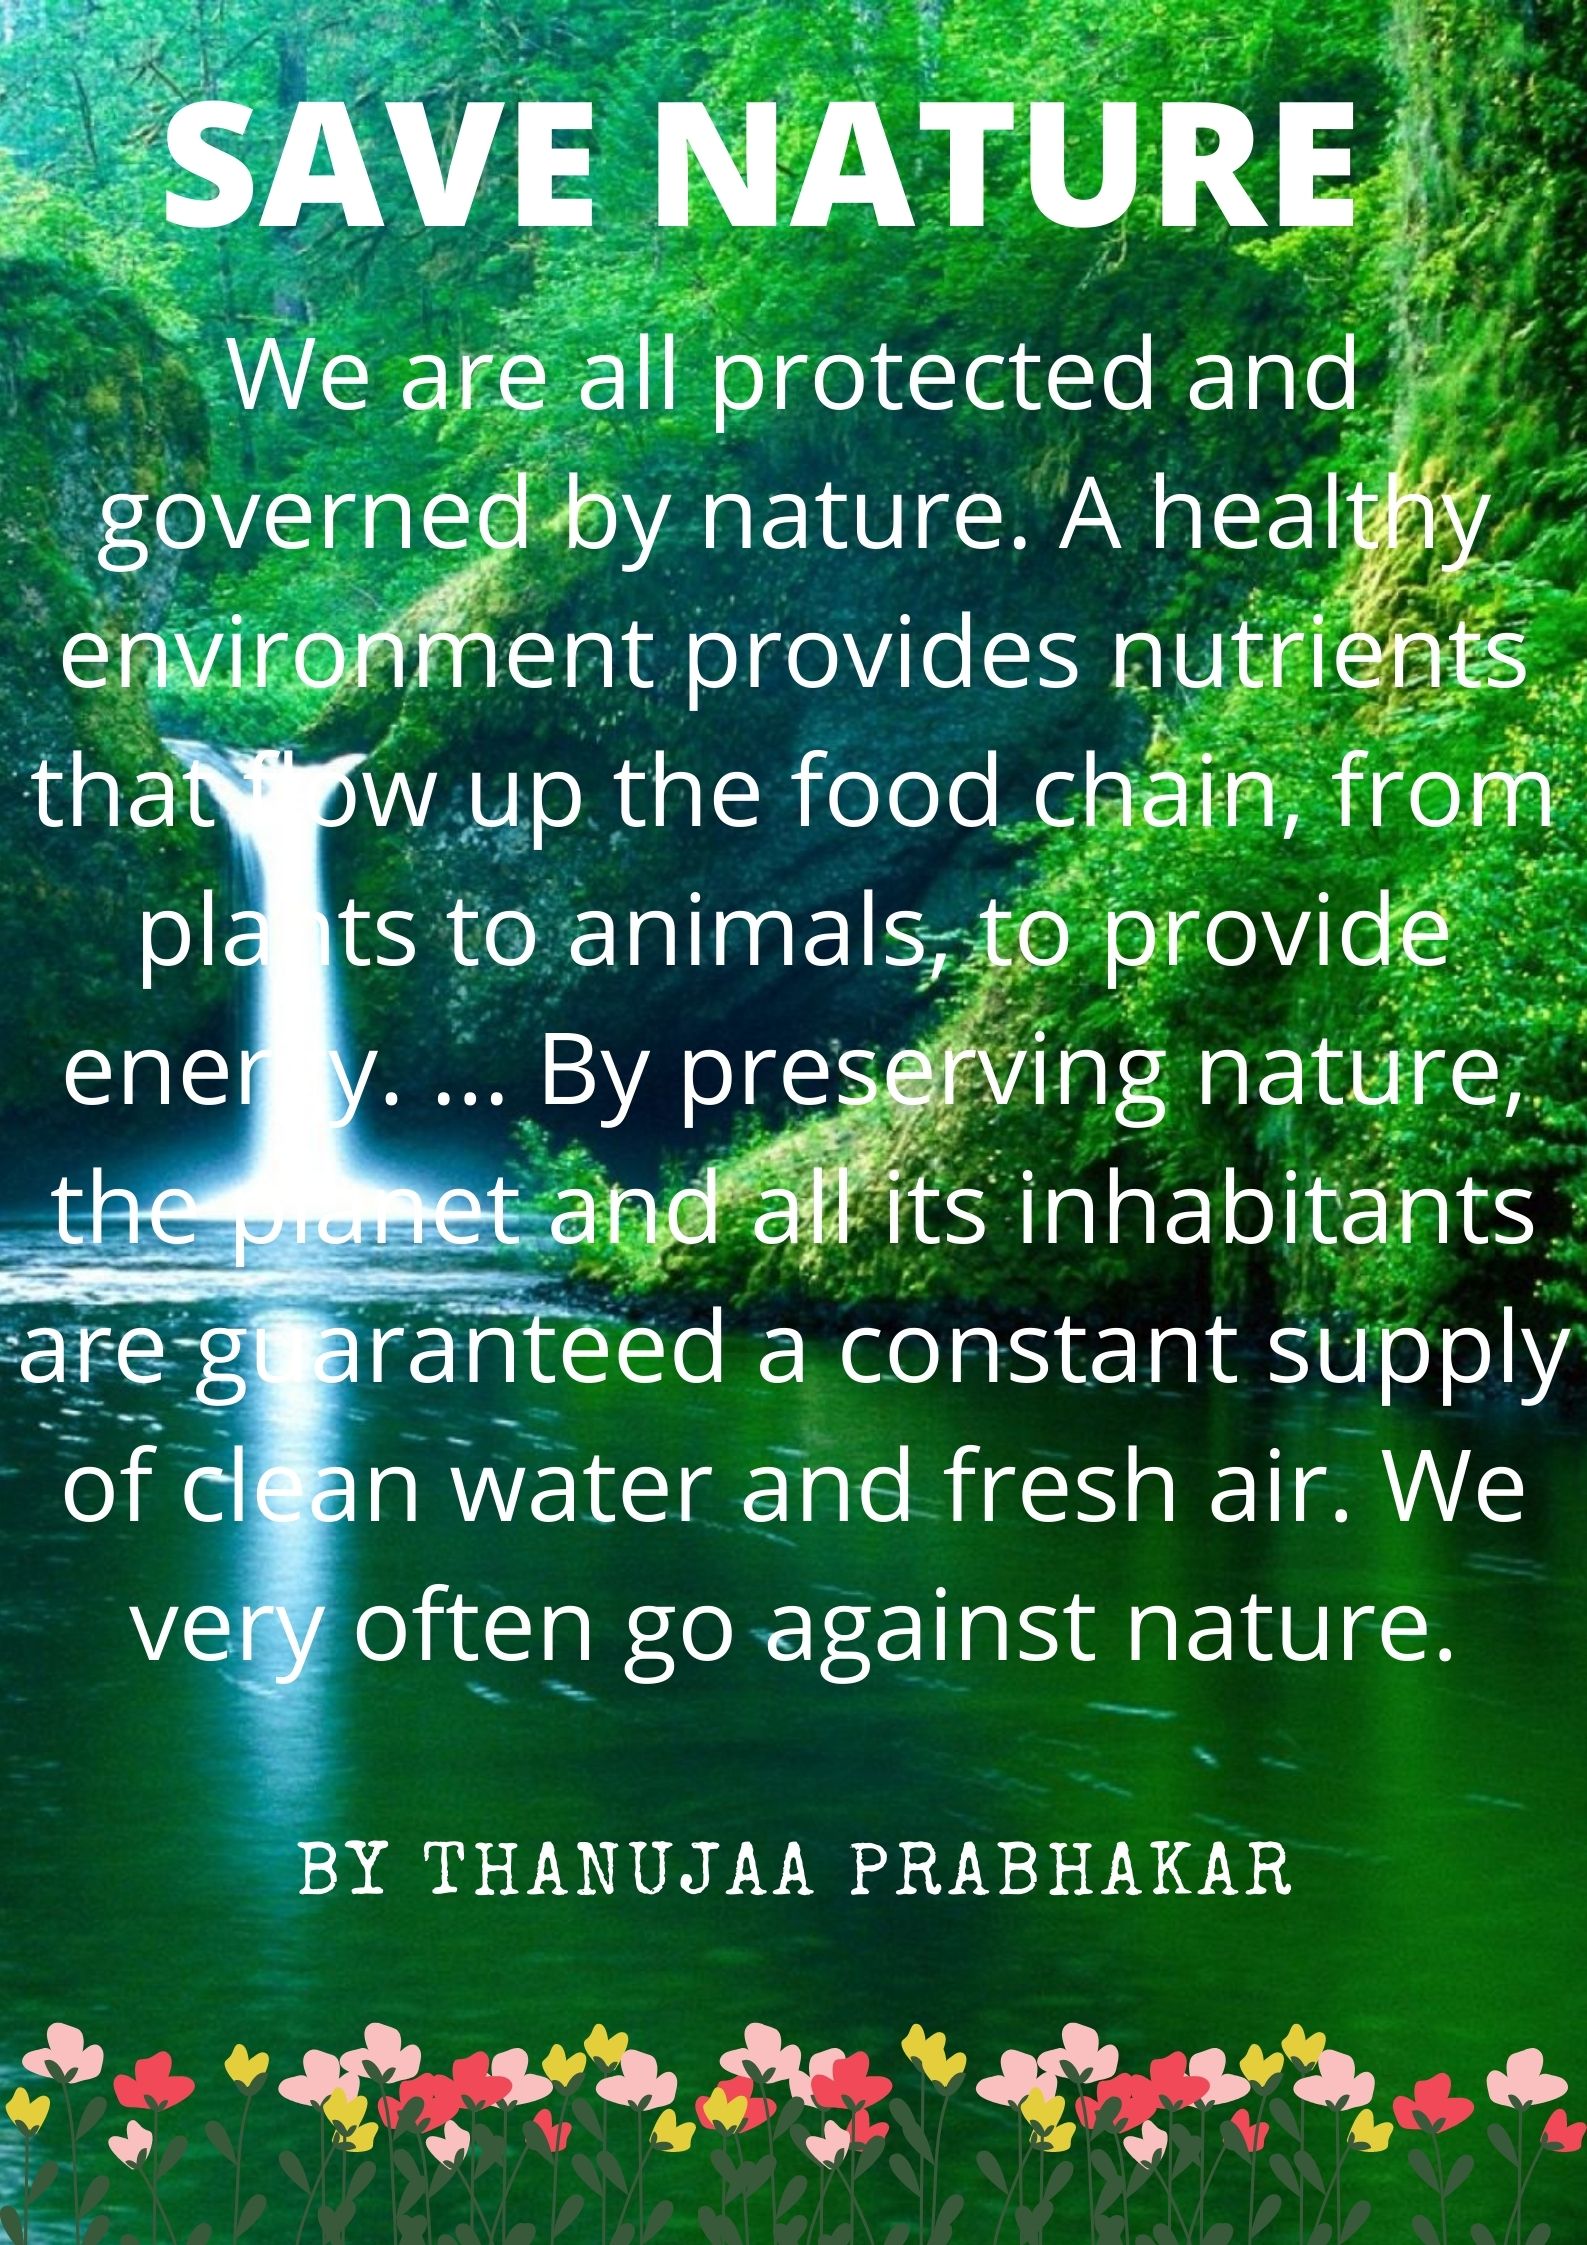 SAVE NATURE
We are all protected and
governed by nature. A healthy
environment provides nutrients
that flow up the food chain, from
plants to animals, to provide
energy. ... By preserving nature,
the planet and all its inhabitants
are guaranteed a constant supply
of clean water and fresh air. We
very often go against nature.
BY THANUJAA PRABHAKAR